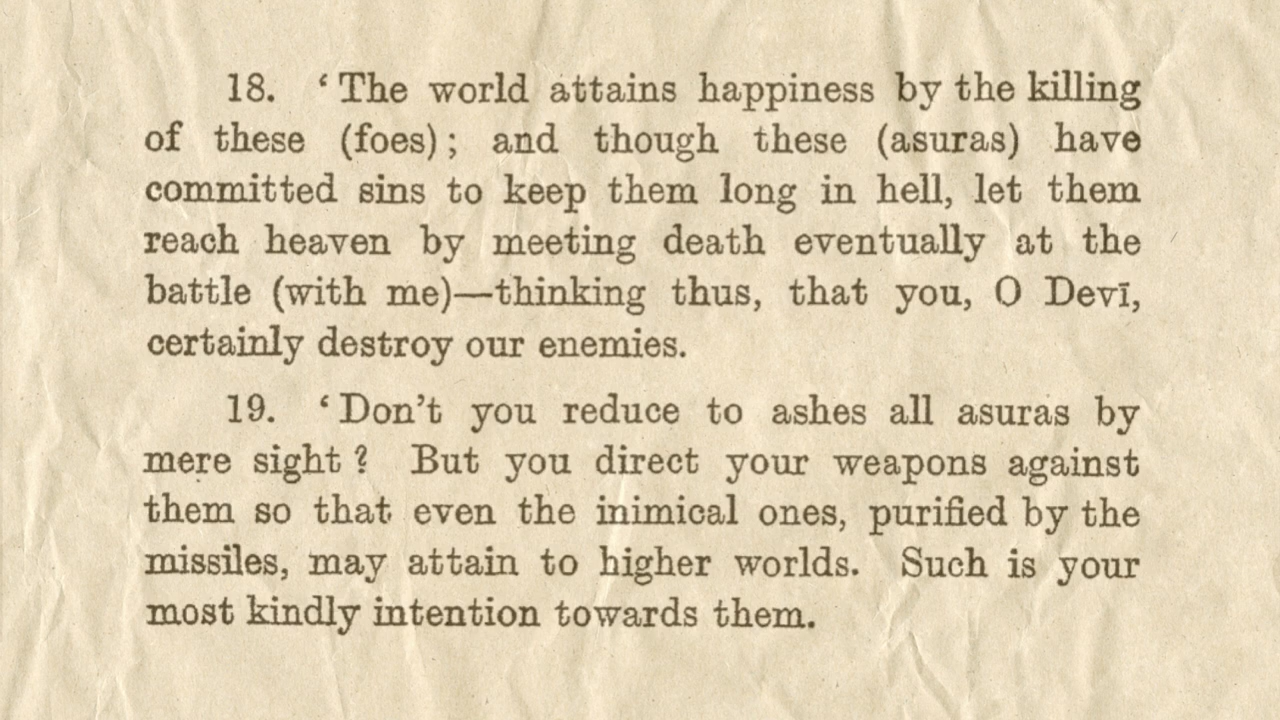 18. ‘The world attains happiness by the killing
of these (foes); and though these (asuras) have
committed sins to keep them long in hell, let them
reach heaven by meeting death eventually at the
battle (with me)—thinking thus, that you, O Devī,
certainly destroy our enemies.
19. ‘Don’t you reduce to ashes all asuras by
mere sight? But you direct your weapons against
them so that even the inimical ones, purified by the
missiles, may attain to higher worlds. Such is your
most kindly intention towards them.